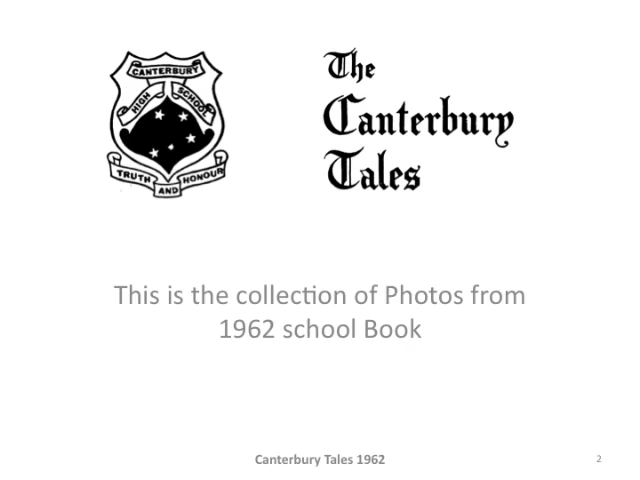 CANTERBURY
HIGH SCHOOL
TRUTH AND HONOUR
The
Canterbury
Tales
This is the collection of Photos from
1962 school Book
Canterbury Tales 1962
2